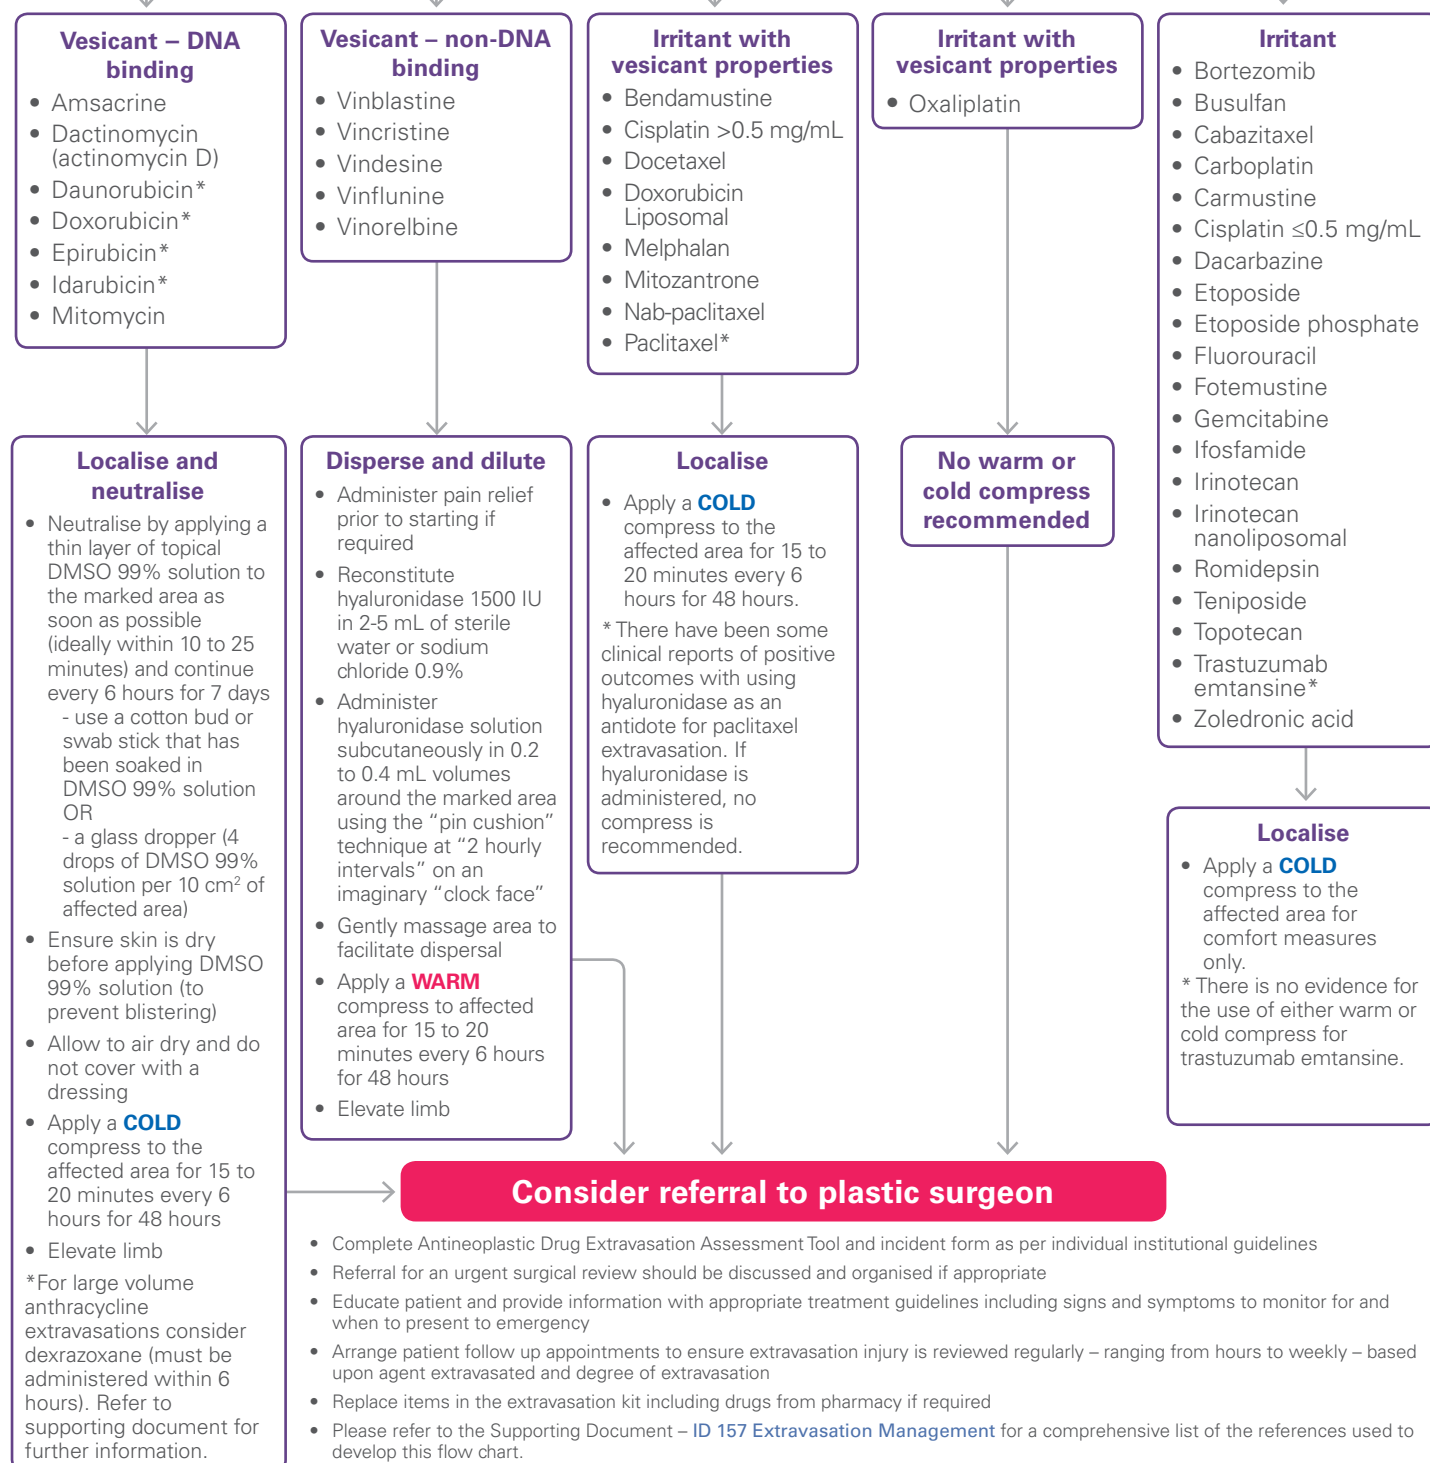 Vesicant – DNA
binding
• Amsacrine
• Dactinomycin
(actinomycin D)
• Daunorubicin*
• Doxorubicin*
• Epirubicin*
• Idarubicin*
• Mitomycin
Vesicant – non-DNA
binding
• Vinblastine
• Vincristine
• Vindesine
• Vinflunine
• Vinorelbine
Irritant with
vesicant properties
• Bendamustine
• Cisplatin >0.5 mg/mL
• Docetaxel
• Doxorubicin
Liposomal
• Melphalan
• Mitozantrone
• Nab-paclitaxel
• Paclitaxel*
Irritant with
vesicant properties
• Oxaliplatin
Irritant
• Bortezomib
• Busulfan
• Cabazitaxel
• Carboplatin
• Carmustine
• Cisplatin ≤0.5 mg/mL
• Dacarbazine
• Etoposide
• Etoposide phosphate
• Fluorouracil
• Fotemustine
• Gemcitabine
• Ifosfamide
• Irinotecan
• Irinotecan
nanoliposomal
• Romidepsin
• Teniposide
• Topotecan
• Trastuzumab
emtansine*
• Zoledronic acid
Localise and
neutralise
• Neutralise by applying a
thin layer of topical
DMSO 99% solution to
the marked area as
soon as possible
(ideally within 10 to 25
minutes) and continue
every 6 hours for 7 days
- use a cotton bud or
swab stick that has
been soaked in
DMSO 99% solution
OR
- a glass dropper (4
drops of DMSO 99%
solution per 10 cm² of
affected area)
• Ensure skin is dry
before applying DMSO
99% solution (to
prevent blistering)
• Allow to air dry and do
not cover with a
dressing
• Apply a COLD
compress to the
affected area for 15 to
20 minutes every 6
hours for 48 hours
• Elevate limb
*For large volume
anthracycline
extravasations consider
dexrazoxane (must be
administered within 6
hours). Refer to
supporting document for
further information.
Disperse and dilute
• Administer pain relief
prior to starting if
required
• Reconstitute
hyaluronidase 1500 IU
in 2-5 mL of sterile
water or sodium
chloride 0.9%
• Administer
hyaluronidase solution
subcutaneously in 0.2
to 0.4 mL volumes
around the marked area
using the “pin cushion”
technique at “2 hourly
intervals” on an
imaginary “clock face”
• Gently massage area to
facilitate dispersal
• Apply a WARM
compress to affected
area for 15 to 20
minutes every 6 hours
for 48 hours
• Elevate limb
Localise
• Apply a COLD
compress to the
affected area for 15 to
20 minutes every 6
hours for 48 hours.
* There have been some
clinical reports of positive
outcomes with using
hyaluronidase as an
antidote for paclitaxel
extravasation. If
hyaluronidase is
administered, no
compress is
recommended.
No warm or
cold compress
recommended
Localise
• Apply a COLD
compress to the
affected area for
comfort measures
only.
* There is no evidence for
the use of either warm or
cold compress for
trastuzumab emtansine.
Consider referral to plastic surgeon
• Complete Antineoplastic Drug Extravasation Assessment Tool and incident form as per individual institutional guidelines
• Referral for an urgent surgical review should be discussed and organised if appropriate
• Educate patient and provide information with appropriate treatment guidelines including signs and symptoms to monitor for and
when to present to emergency
• Arrange patient follow up appointments to ensure extravasation injury is reviewed regularly – ranging from hours to weekly – based
upon agent extravasated and degree of extravasation
• Replace items in the extravasation kit including drugs from pharmacy if required
• Please refer to the Supporting Document – ID 157 Extravasation Management for a comprehensive list of the references used to
develop this flow chart.